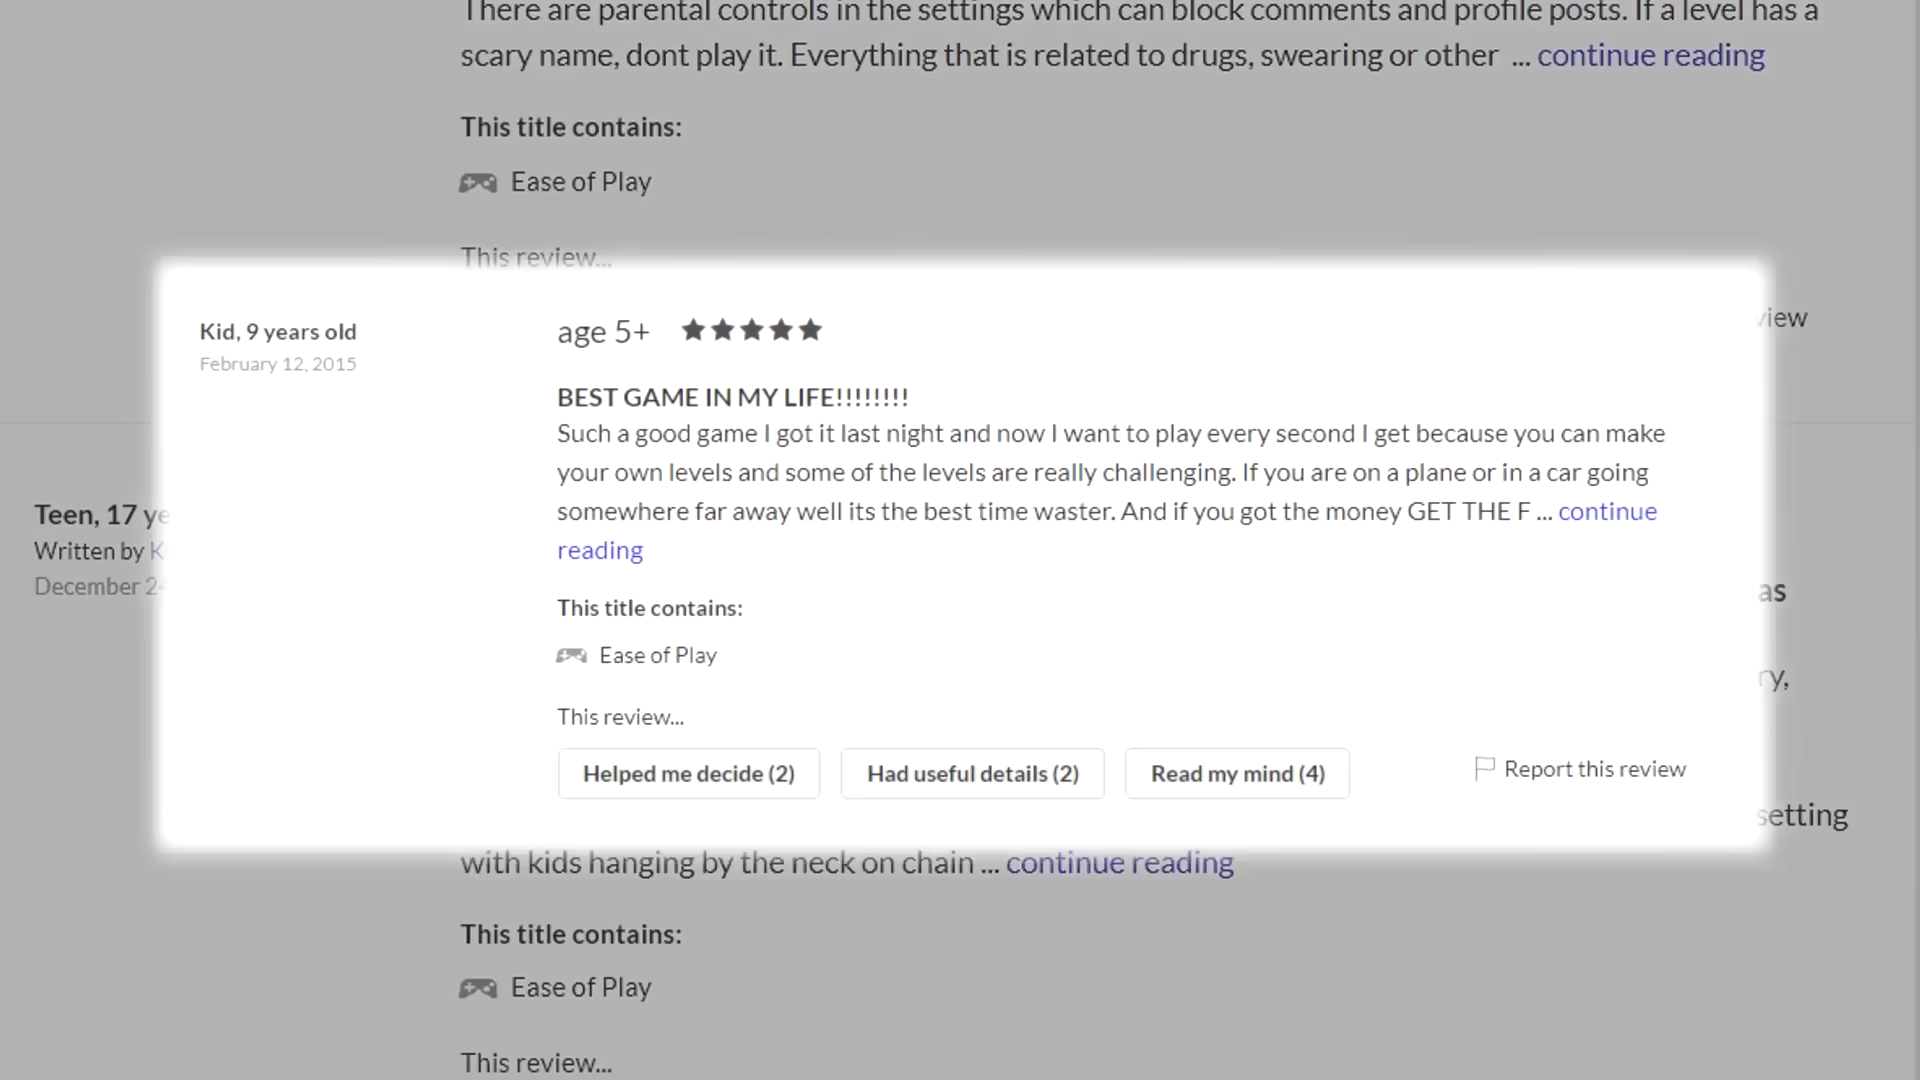 There are parental controls in the settings which can block comments and profile posts. If a level has a
scary name, dont play it. Everything that is related to drugs, swearing or other ... continue reading
This title contains:
Ease of Play
This review...
Kid, 9 years old
February 12, 2015
age 5+
BEST GAME IN MY LIFE!!!!!!!!
Such a good game I got it last night and now I want to play every second I get because you can make
your own levels and some of the levels are really challenging. If you are on a plane or in a car going
somewhere far away well its the best time waster. And if you got the money GET THE F ... continue
reading
This title contains:
Ease of Play
This review...
Helped me decide (2)
Had useful details (2)
Read my mind (4)
Report this review
Teen, 17 ye
Written by K
December 24
view
as
ry,
setting
with kids hanging by the neck on chain ... continue reading
This title contains:
Ease of Play
This review...